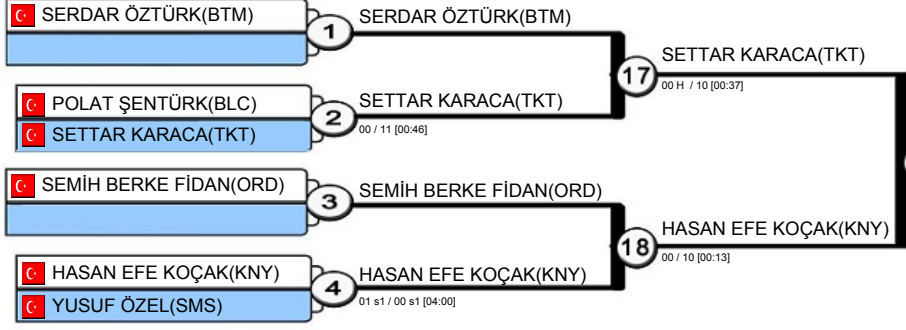 SERDAR ÖZTÜRK(BTM)
1
SERDAR ÖZTÜRK(BTM)
17
SETTAR KARACA(TKT)
00 H / 10 [00:37]
POLAT ŞENTÜRK(BLC)
SETTAR KARACA(TKT)
2
SETTAR KARACA(TKT)
00 / 11 [00:46]
SEMİH BERKE FİDAN(ORD)
3
SEMİH BERKE FİDAN(ORD)
18
HASAN EFE KOÇAK(KNY)
00 / 10 [00:13]
HASAN EFE KOÇAK(KNY)
YUSUF ÖZEL(SMS)
4
HASAN EFE KOÇAK(KNY)
01 s1 / 00 s1 [04:00]